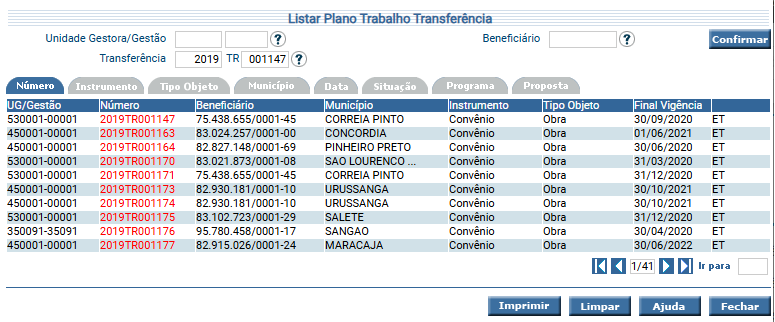 Listar Plano Trabalho Transferência
Unidade Gestora/Gestão ? Beneficiário ? Confirmar
Transferência 2019 TR 001147 ?
Número Instrumento Tipo Objeto Município Data Situação Programa Proposta
UG/Gestão Número Beneficiário Município Instrumento Tipo Objeto Final Vigência
530001-00001 2019TR001147 75.438.655/0001-45 CORREIA PINTO Convênio Obra 30/09/2020 ET
450001-00001 2019TR001163 83.024.257/0001-00 CONCORDIA Convênio Obra 01/06/2021 ET
450001-00001 2019TR001164 82.827.148/0001-69 PINHEIRO PRETO Convênio Obra 30/06/2020 ET
530001-00001 2019TR001170 83.021.873/0001-08 SAO LOURENCO ... Convênio Obra 31/03/2020 ET
530001-00001 2019TR001171 75.438.655/0001-45 CORREIA PINTO Convênio Obra 31/12/2020 ET
450001-00001 2019TR001173 82.930.181/0001-10 URUSSANGA Convênio Obra 30/10/2021 ET
450001-00001 2019TR001174 82.930.181/0001-10 URUSSANGA Convênio Obra 30/10/2021 ET
530001-00001 2019TR001175 83.102.723/0001-29 SALETE Convênio Obra 31/12/2020 ET
350091-35091 2019TR001176 95.780.458/0001-17 SANGAO Convênio Obra 30/04/2020 ET
450001-00001 2019TR001177 82.915.026/0001-24 MARACAJA Convênio Obra 30/06/2022 ET
1/41 Ir para
Imprimir Limpar Ajuda Fechar